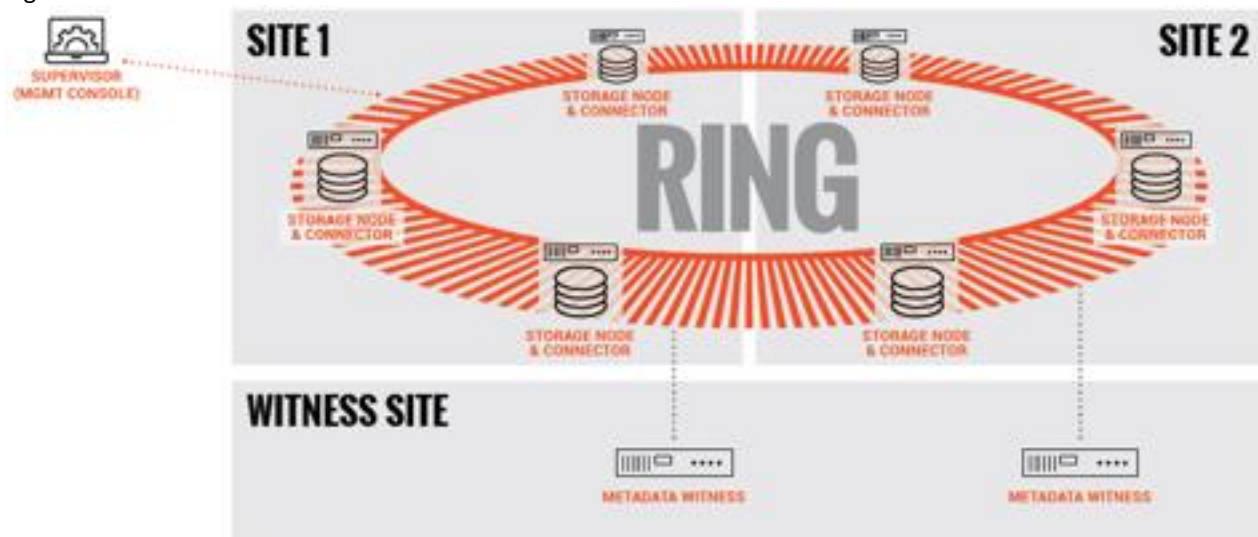 SITE 1
SITE 2
SUPERVISOR
(MGMT CONSOLE)
STORAGE NODE
& CONNECTOR
STORAGE NODE
& CONNECTOR
RING
STORAGE NODE
& CONNECTOR
STORAGE NODE
& CONNECTOR
STORAGE NODE
& CONNECTOR
STORAGE NODE
& CONNECTOR
WITNESS SITE
METADATA WITNESS
METADATA WITNESS